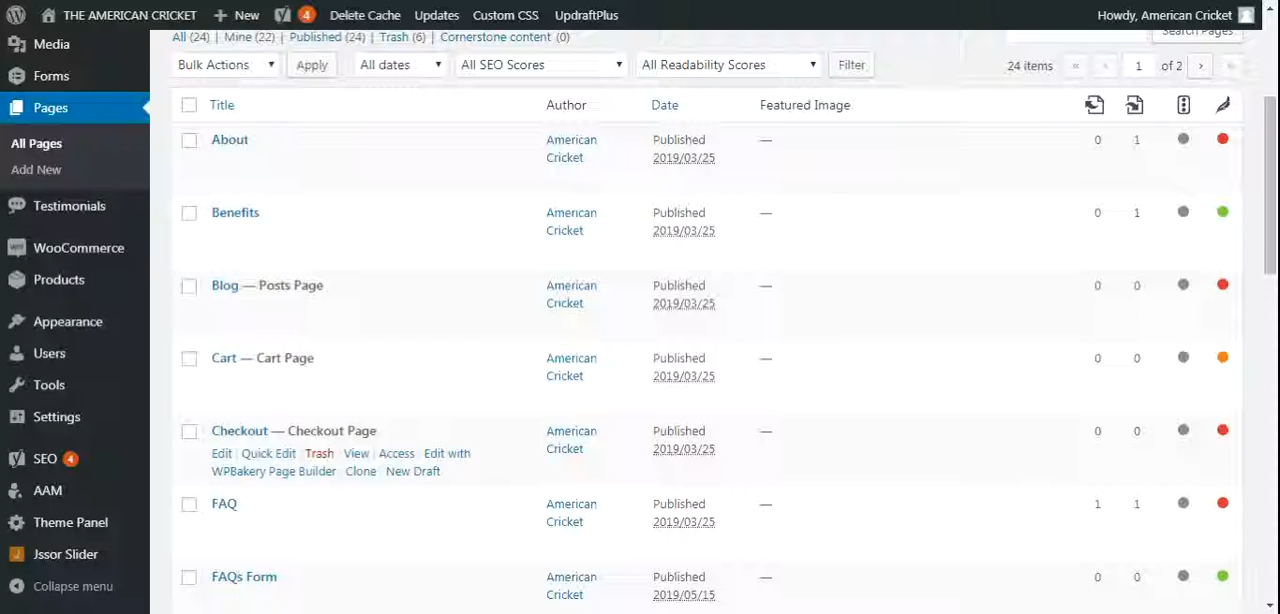 THE AMERICAN CRICKET + New 4 Delete Cache Updates Custom CSS UpdraftPlus Howdy, American Cricket
Media
Forms
Pages
All Pages
Add New
Testimonials
WooCommerce
Products
Appearance
Users
Tools
Settings
SEO 4
AAM
Theme Panel
Jssor Slider
Collapse menu
All (24) | Mine (22) | Published (24) | Trash (6) | Cornerstone content (0)
Search Pages
Bulk Actions Apply All dates All SEO Scores All Readability Scores Filter 24 items « ‹ 1 of 2 › »
Title Author Date Featured Image
About American Cricket Published 2019/03/25 — 0 1
Benefits American Cricket Published 2019/03/25 — 0 1
Blog — Posts Page American Cricket Published 2019/03/25 — 0 0
Cart — Cart Page American Cricket Published 2019/03/25 — 0 0
Checkout — Checkout Page American Cricket Published 2019/03/25 — 0 0
Edit | Quick Edit | Trash | View | Access | Edit with
WPBakery Page Builder | Clone | New Draft
FAQ American Cricket Published 2019/03/25 — 1 1
FAQs Form American Cricket Published 2019/05/15 — 0 0